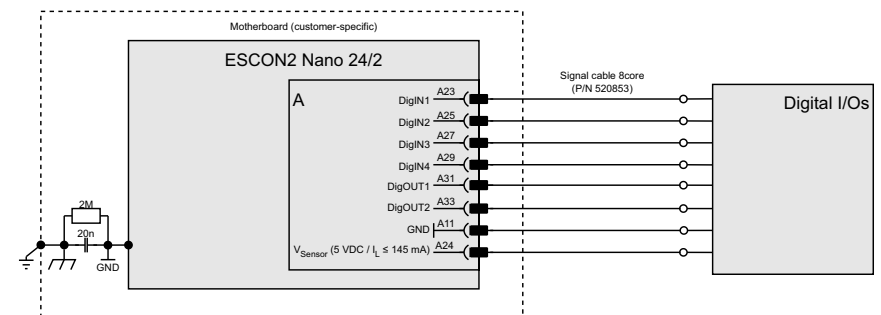 Motherboard (customer-specific)
ESCON2 Nano 24/2
Signal cable 8core
(P/N 520853)
A
Digital I/Os
DigIN1 A23
DigIN2 A25
DigIN3 A27
DigIN4 A29
DigOUT1 A31
DigOUT2 A33
GND A11
VSensor (5 VDC / IL ≤ 145 mA) A24
2M
20n
GND